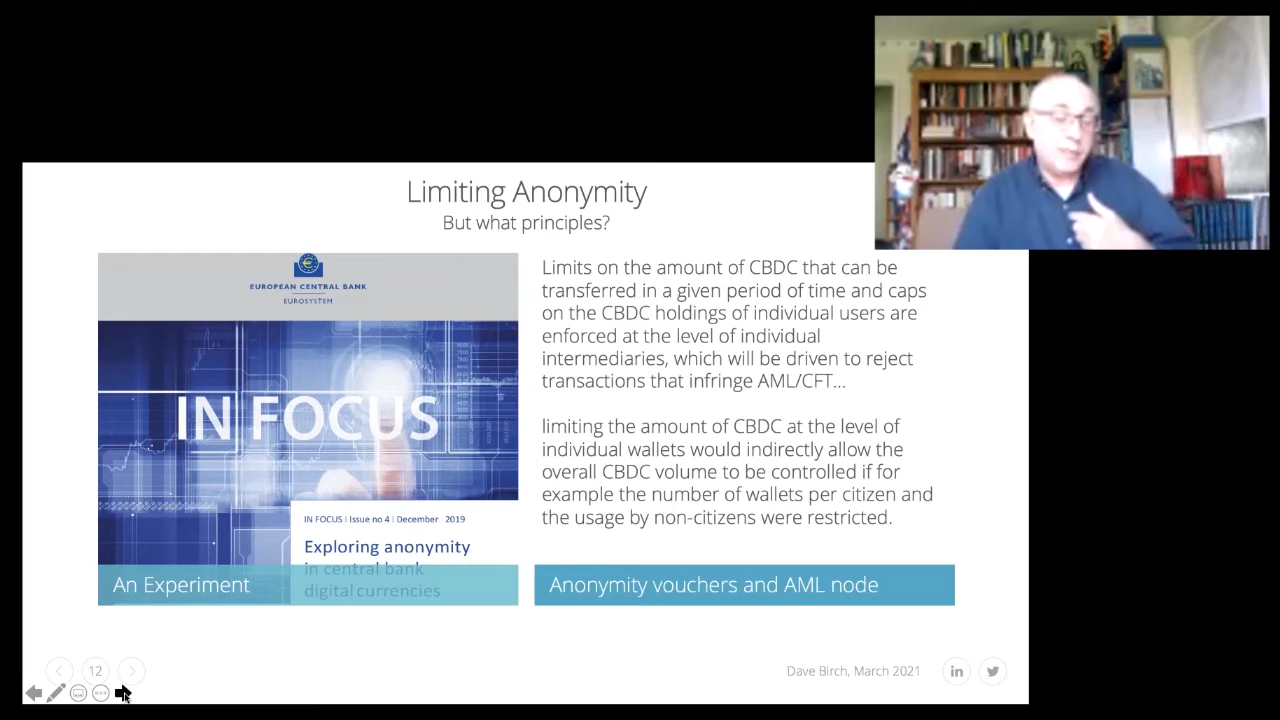 Limiting Anonymity
But what principles?
EUROPEAN CENTRAL BANK
EUROSYSTEM
IN FOCUS
IN FOCUS | Issue no 4 | December 2019
Exploring anonymity
in central bank
digital currencies
An Experiment
Limits on the amount of CBDC that can be
transferred in a given period of time and caps
on the CBDC holdings of individual users are
enforced at the level of individual
intermediaries, which will be driven to reject
transactions that infringe AML/CFT...
limiting the amount of CBDC at the level of
individual wallets would indirectly allow the
overall CBDC volume to be controlled if for
example the number of wallets per citizen and
the usage by non-citizens were restricted.
Anonymity vouchers and AML node
12
Dave Birch, March 2021
in